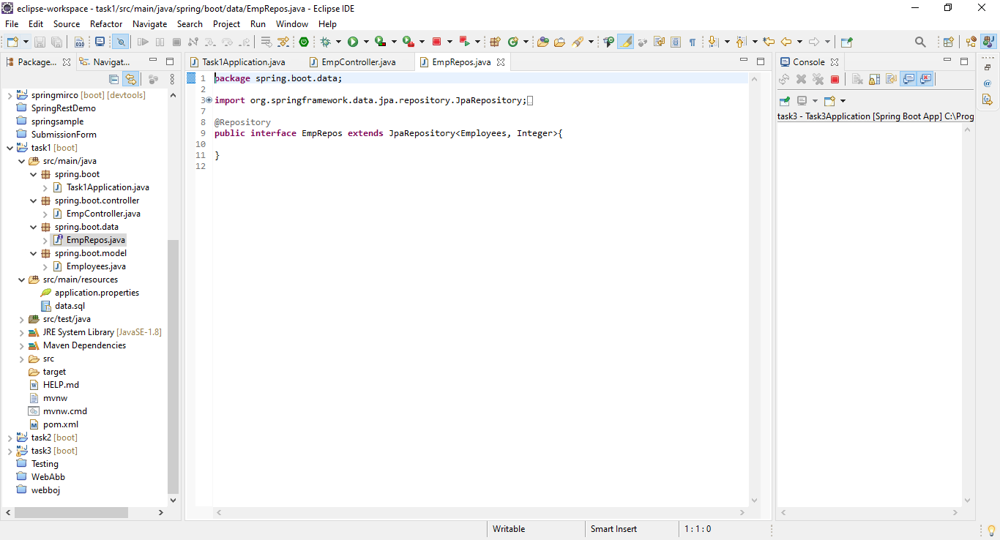 eclipse-workspace - task1/src/main/java/spring/boot/data/EmpRepos.java - Eclipse IDE
File Edit Source Refactor Navigate Search Project Run Window Help
Package... Navigat...
springmirco [boot] [devtools]
SpringRestDemo
springsample
SubmissionForm
task1 [boot]
src/main/java
spring.boot
Task1Application.java
spring.boot.controller
EmpController.java
spring.boot.data
EmpRepos.java
spring.boot.model
Employees.java
src/main/resources
application.properties
data.sql
src/test/java
JRE System Library [JavaSE-1.8]
Maven Dependencies
src
target
HELP.md
mvnw
mvnw.cmd
pom.xml
task2 [boot]
task3 [boot]
Testing
WebAbb
webboj
Task1Application.java EmpController.java EmpRepos.java
1 package spring.boot.data;
2
3 import org.springframework.data.jpa.repository.JpaRepository;
7
8 @Repository
9 public interface EmpRepos extends JpaRepository<Employees, Integer>{
10
11 }
12
Console
task3 - Task3Application [Spring Boot App] C:\Prog
Writable Smart Insert 1 : 1 : 0